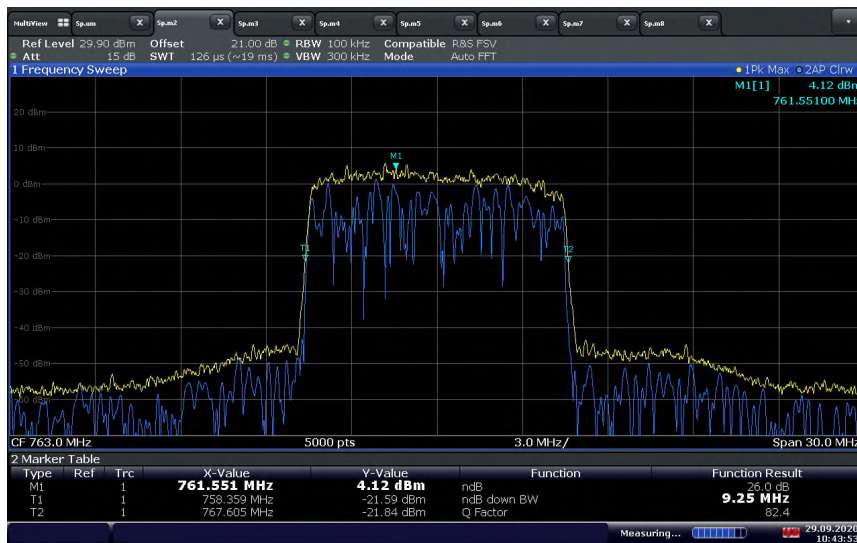 MultiView Sp.um X Sp.m2 X Sp.m3 X Sp.m4 X Sp.m5 X Sp.m6 X Sp.m7 X Sp.m8 X
Ref Level 29.90 dBm Offset 21.00 dB RBW 100 kHz Compatible R&S FSV
Att 15 dB SWT 126 µs (~19 ms) VBW 300 kHz Mode Auto FFT
1 Frequency Sweep 1Pk Max 2AP Clrw
M1[1] 4.12 dBm
761.55100 MHz
20 dBm
10 dBm
M1
0 dBm
-10 dBm
T1 T2
-20 dBm
-30 dBm
-40 dBm
-50 dBm
-60 dBm
CF 763.0 MHz 5000 pts 3.0 MHz/ Span 30.0 MHz
2 Marker Table
Type Ref Trc X-Value Y-Value Function Function Result
M1 1 761.551 MHz 4.12 dBm ndB 26.0 dB
T1 1 758.359 MHz -21.59 dBm ndB down BW 9.25 MHz
T2 1 767.605 MHz -21.84 dBm Q Factor 82.4
Measuring... 29.09.2020
10:43:53